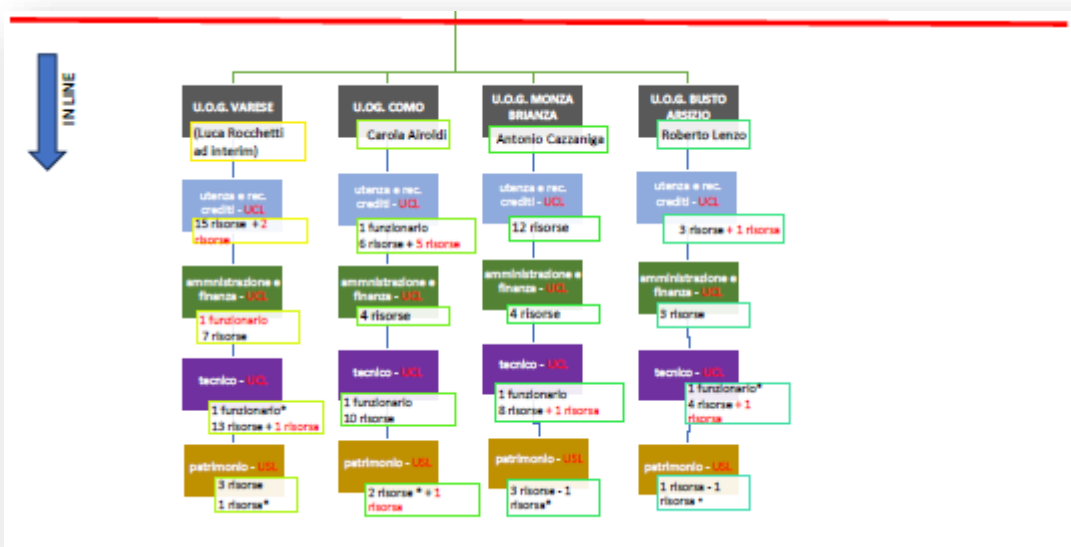 IN LINE
U.O.G. VARESE
(Luca Rocchetti
ad interim)
utenza e rec.
crediti - UCL
15 risorse + 2
risorse
ammnistrazione e
finanza - UCL
1 funzionario
7 risorse
tecnico - UCL
1 funzionario*
13 risorse + 1 risorsa
patrimonio - USL
3 risorse
1 risorsa*
U.OG. COMO
Carola Airoldi
utenza e rec.
crediti - UCL
1 funzionario
6 risorse + 5 risorse
ammnistrazione e
finanza - UCL
4 risorse
tecnico - UCL
1 funzionario
10 risorse
patrimonio - USL
2 risorse * + 1
risorsa
U.O.G. MONZA
BRIANZA
Antonio Cazzaniga
utenza e rec.
crediti - UCL
12 risorse
amministrazione e
finanza - UCL
4 risorse
tecnico - UCL
1 funzionario
8 risorse + 1 risorsa
patrimonio - USL
3 risorse - 1
risorsa*
U.O.G. BUSTO
ARSIZIO
Roberto Lenzo
utenza e rec.
crediti - UCL
3 risorse + 1 risorsa
ammnistrazione e
finanza - UCL
3 risorse
tecnico - UCL
1 funzionario*
4 risorse + 1
risorsa
patrimonio - USL
1 risorsa - 1
risorsa *